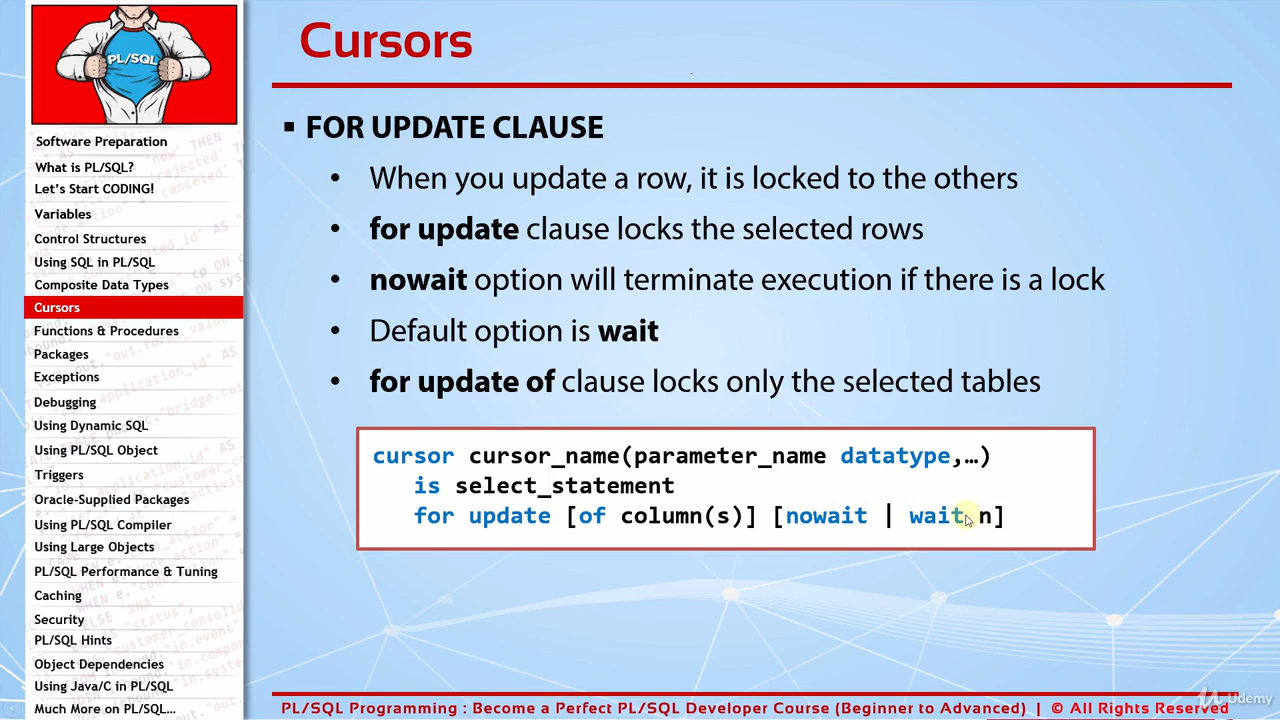 PL/SQL
Cursors
Software Preparation
What is PL/SQL?
Let's Start CODING!
Variables
Control Structures
Using SQL in PL/SQL
Composite Data Types
Cursors
Functions & Procedures
Packages
Exceptions
Debugging
Using Dynamic SQL
Using PL/SQL Object
Triggers
Oracle-Supplied Packages
Using PL/SQL Compiler
Using Large Objects
PL/SQL Performance & Tuning
Caching
Security
PL/SQL Hints
Object Dependencies
Using Java/C in PL/SQL
Much More on PL/SQL...
▪ FOR UPDATE CLAUSE
• When you update a row, it is locked to the others
• for update clause locks the selected rows
• nowait option will terminate execution if there is a lock
• Default option is wait
• for update of clause locks only the selected tables
cursor cursor_name(parameter_name datatype,…)
is select_statement
for update [of column(s)] [nowait | wait n]
PL/SQL Programming : Become a Perfect PL/SQL Developer Course (Beginner to Advanced) | © All Rights Reserved
Udemy